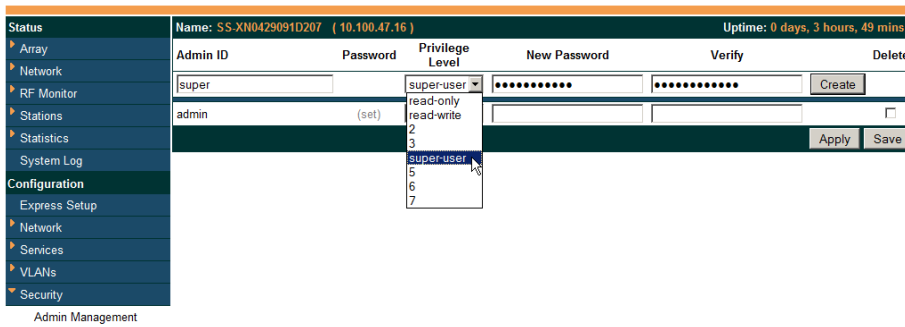 Status
Name: SS-XN0429091D207 ( 10.100.47.16 ) Uptime: 0 days, 3 hours, 49 mins
Array
Network
RF Monitor
Stations
Statistics
System Log
Configuration
Express Setup
Network
Services
VLANs
Security
Admin Management
Admin ID Password Privilege Level New Password Verify Delete
super super-user ●●●●●●●●●●● ●●●●●●●●●●●● Create
admin (set)
read-only
read-write
2
3
super-user
5
6
7
Apply Save